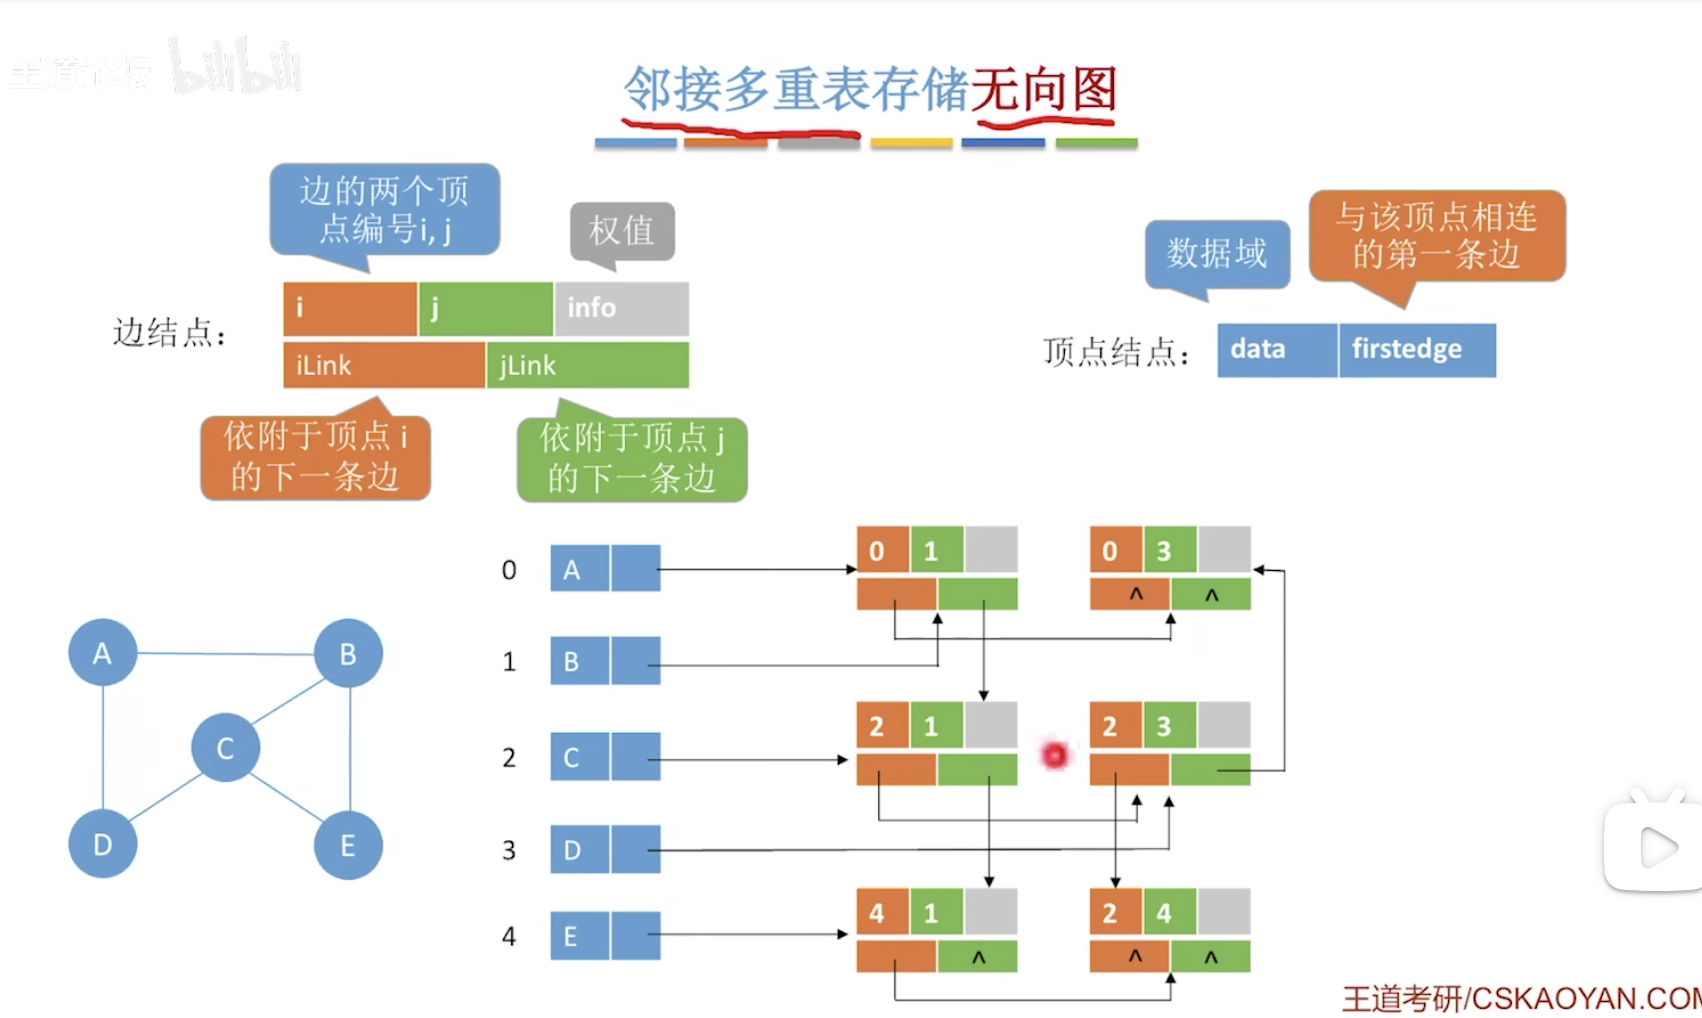 王道论坛 bilibili
邻接多重表存储无向图
边的两个顶
点编号i, j
权值
数据域
与该顶点相连
的第一条边
边结点：
i j info
iLink jLink
顶点结点：
data firstedge
依附于顶点 i
的下一条边
依附于顶点 j
的下一条边
0 A
0 1
0 3
^ ^
1 B
2 C
2 1
2 3
3 D
4 E
4 1
2 4
^
^ ^
A
B
C
D
E
王道考研/CSKAOYAN.COM